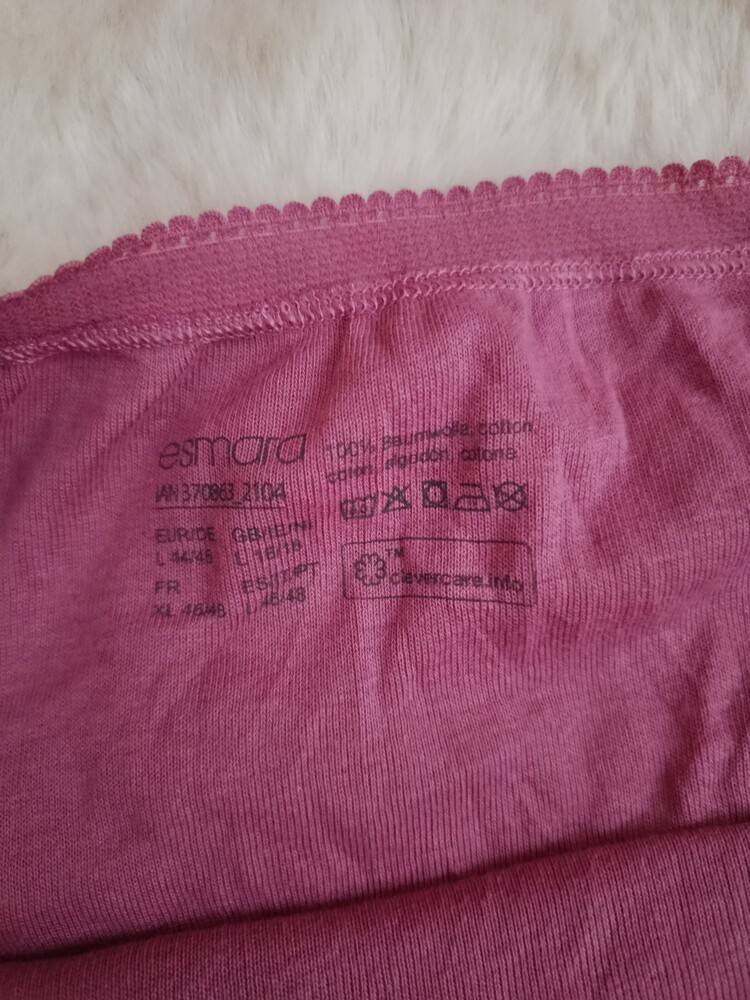 esmara
IAN 370863_2104
EUR/DE GB/IE/NI
L 44/46 L 16/18
FR ES/IT/PT
XL 46/48 L 46/48
100% Baumwolle, cotton,
coton, algodón, cotone
clevercare.info
TM